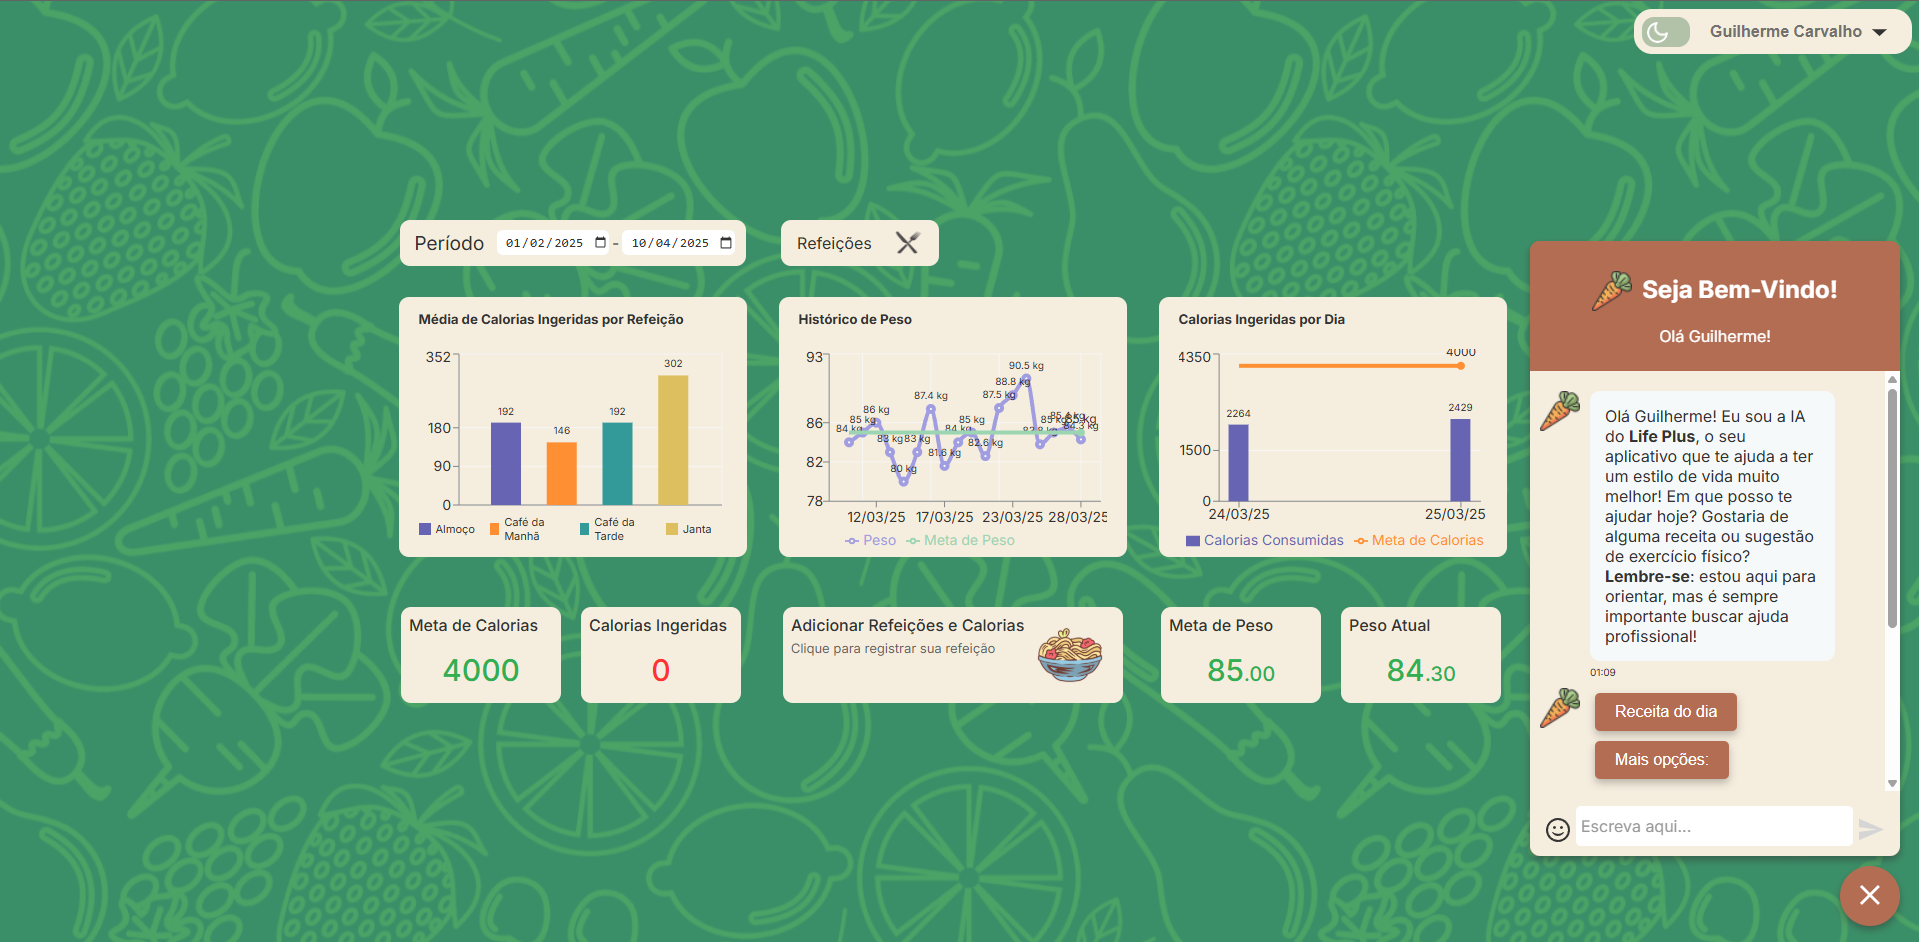 Guilherme Carvalho
Período 01/02/2025 - 10/04/2025
Refeições
Média de Calorias Ingeridas por Refeição
352
180
90
0
192
146
192
302
Almoço
Café da
Manhã
Café da
Tarde
Janta
Histórico de Peso
93
86
82
78
84 kg
85 kg
86 kg
83 kg
80 kg
83 kg
87.4 kg
81.6 kg
84 kg
85 kg
82.6 kg
87.5 kg
88.8 kg
90.5 kg
83.8 kg
85 kg
85.4 kg
85 kg
84.3 kg
12/03/25 17/03/25 23/03/25 28/03/25
Peso Meta de Peso
Calorias Ingeridas por Dia
4350
1500
0
4000
2264
2429
24/03/25 25/03/25
Calorias Consumidas Meta de Calorias
Meta de Calorias
4000
Calorias Ingeridas
0
Adicionar Refeições e Calorias
Clique para registrar sua refeição
Meta de Peso
85.00
Peso Atual
84.30
Seja Bem-Vindo!
Olá Guilherme!
Olá Guilherme! Eu sou a IA
do Life Plus, o seu
aplicativo que te ajuda a ter
um estilo de vida muito
melhor! Em que posso te
ajudar hoje? Gostaria de
alguma receita ou sugestão
de exercício físico?
Lembre-se: estou aqui para
orientar, mas é sempre
importante buscar ajuda
profissional!
01:09
Receita do dia
Mais opções:
Escreva aqui...